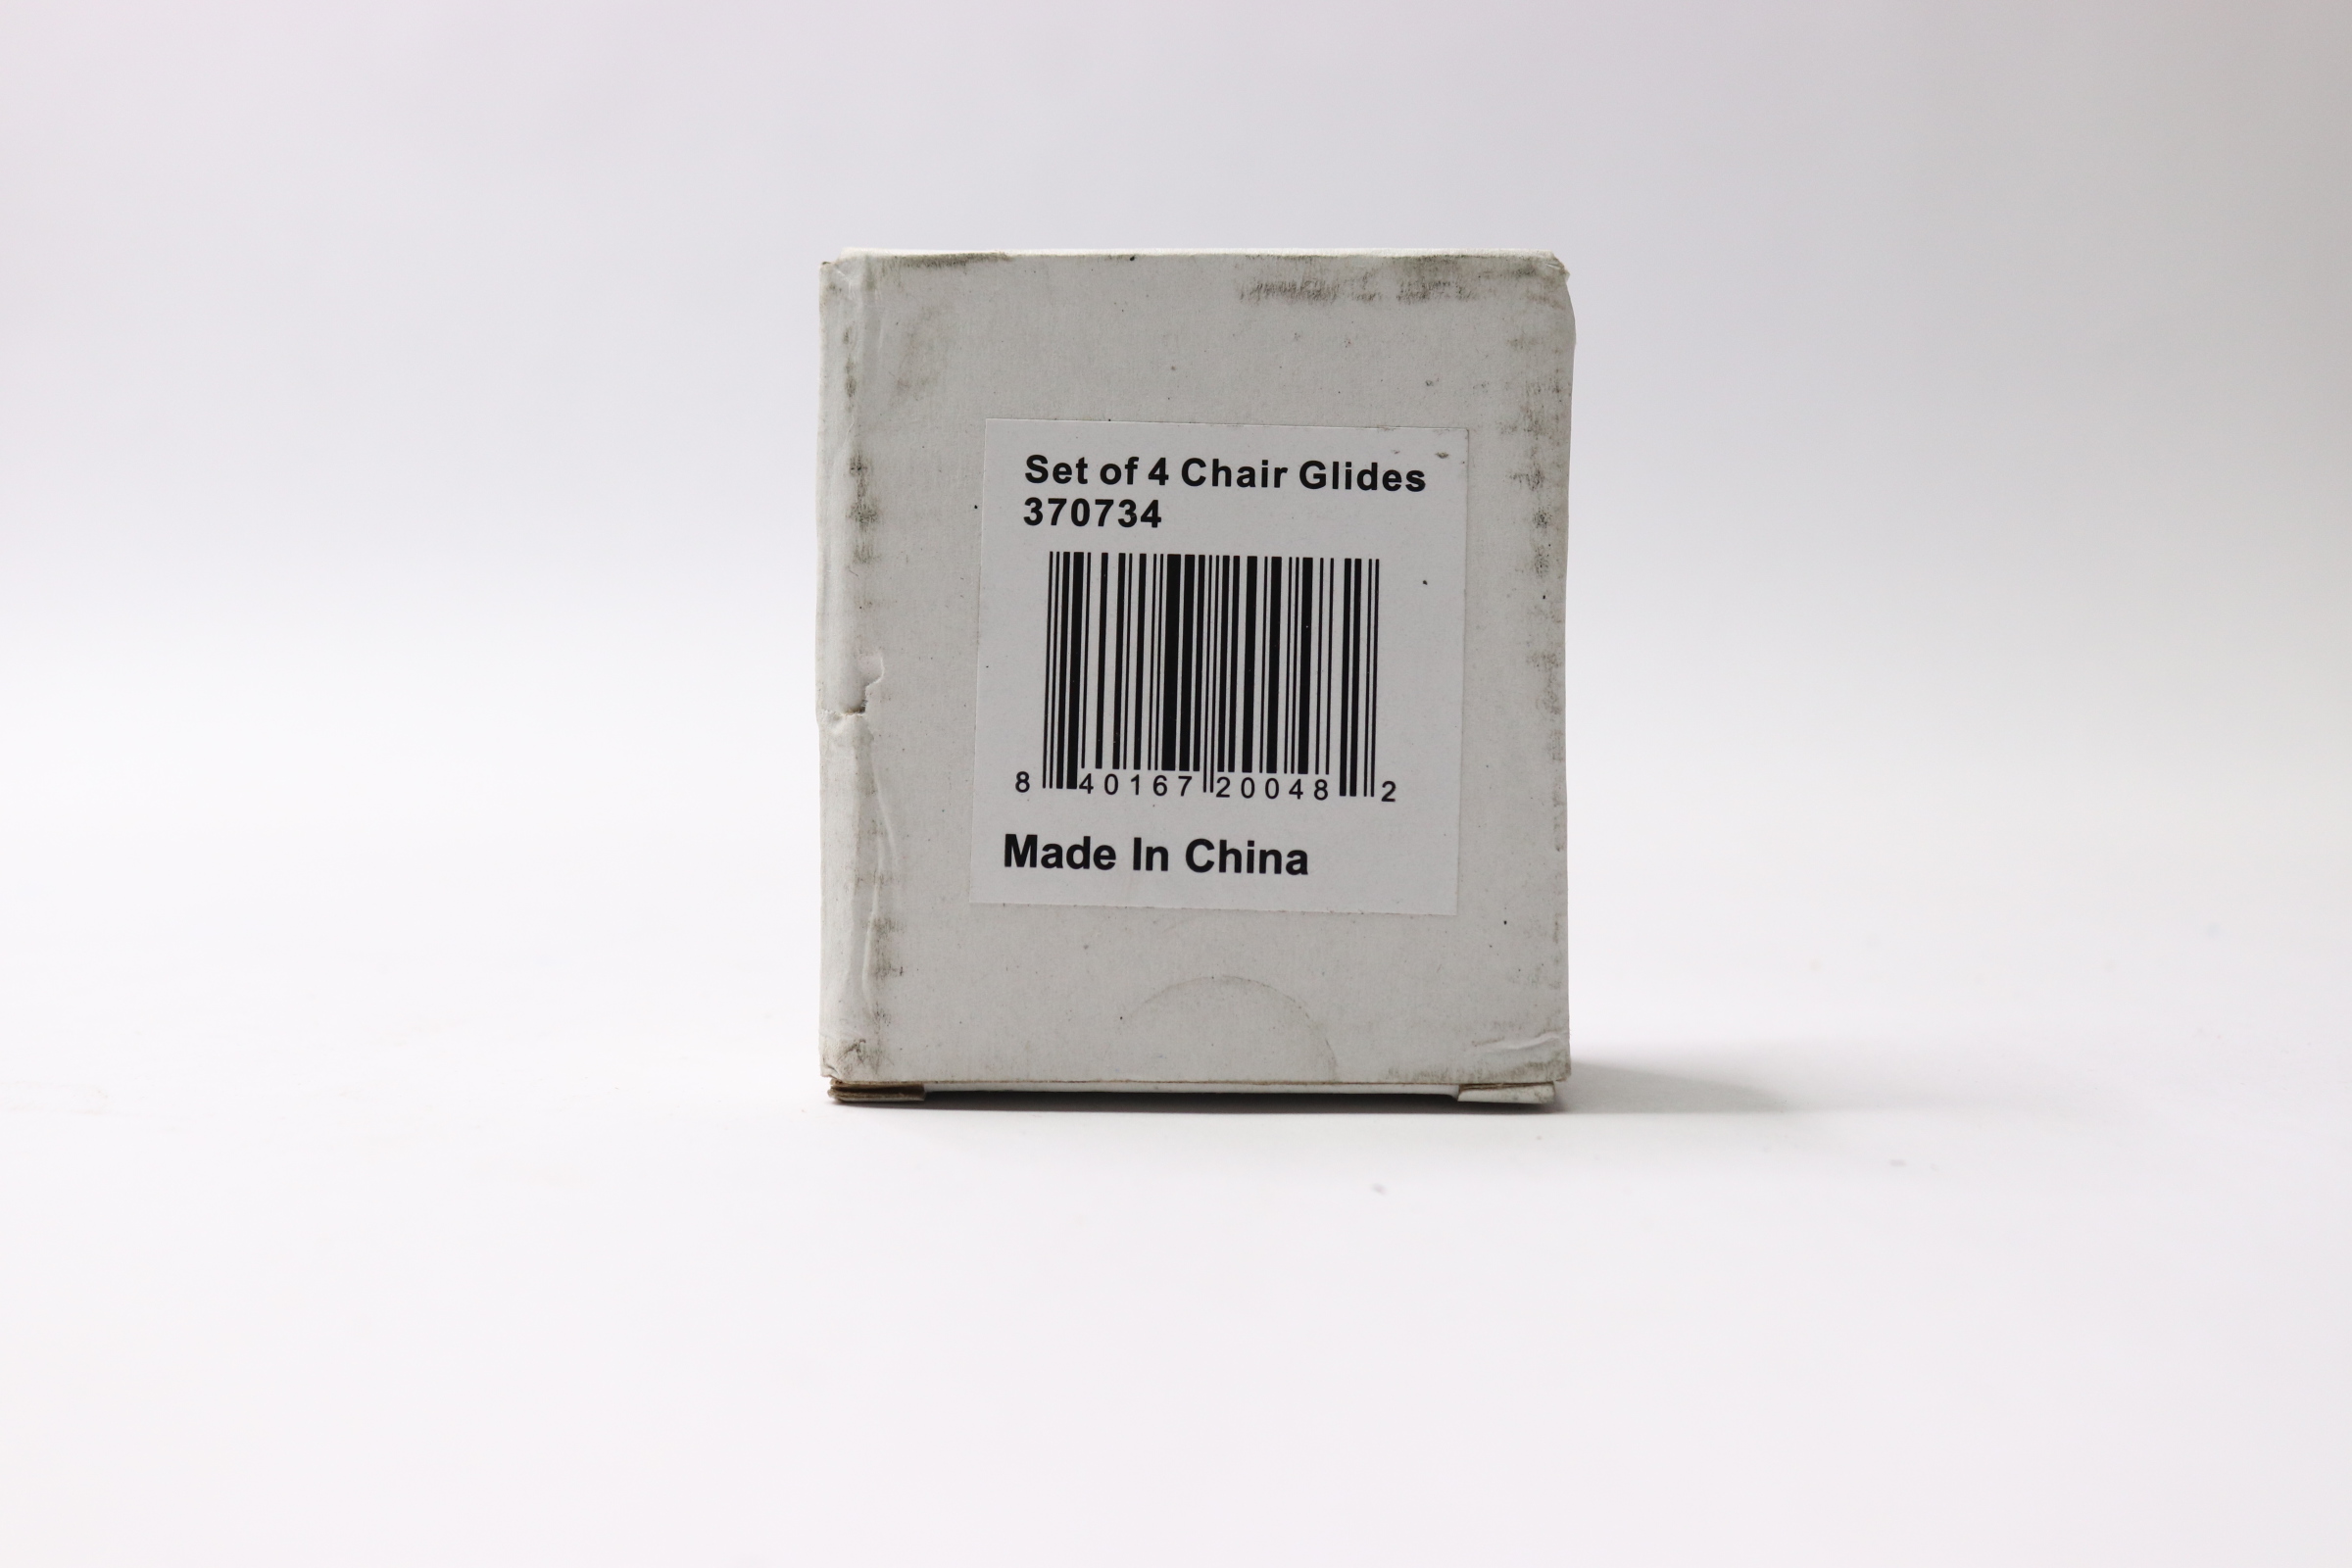 Set of 4 Chair Glides
370734
8 40167 20048 2
Made In China